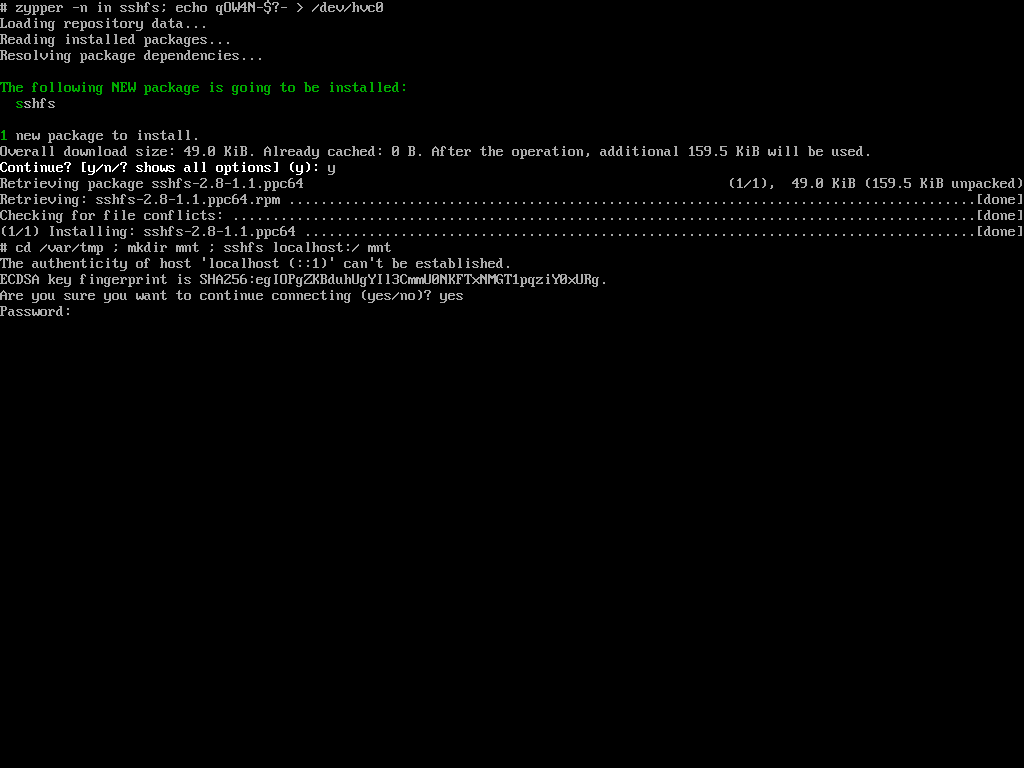 # zypper -n in sshfs; echo qOW4N-$?- > /dev/hvc0
Loading repository data...
Reading installed packages...
Resolving package dependencies...
The following NEW package is going to be installed:
sshfs
1 new package to install.
Overall download size: 49.0 KiB. Already cached: 0 B. After the operation, additional 159.5 KiB will be used.
Continue? [y/n/? shows all options] (y): y
Retrieving package sshfs-2.8-1.1.ppc64 (1/1), 49.0 KiB (159.5 KiB unpacked)
Retrieving: sshfs-2.8-1.1.ppc64.rpm ......................................................................................[done]
Checking for file conflicts: .............................................................................................[done]
(1/1) Installing: sshfs-2.8-1.1.ppc64 ....................................................................................[done]
# cd /var/tmp ; mkdir mnt ; sshfs localhost:/ mnt
The authenticity of host 'localhost (::1)' can't be established.
ECDSA key fingerprint is SHA256:egIOPgZKBduhUgYIl3CmmU0NKFTxNMGT1pqziY0xURg.
Are you sure you want to continue connecting (yes/no)? yes
Password: